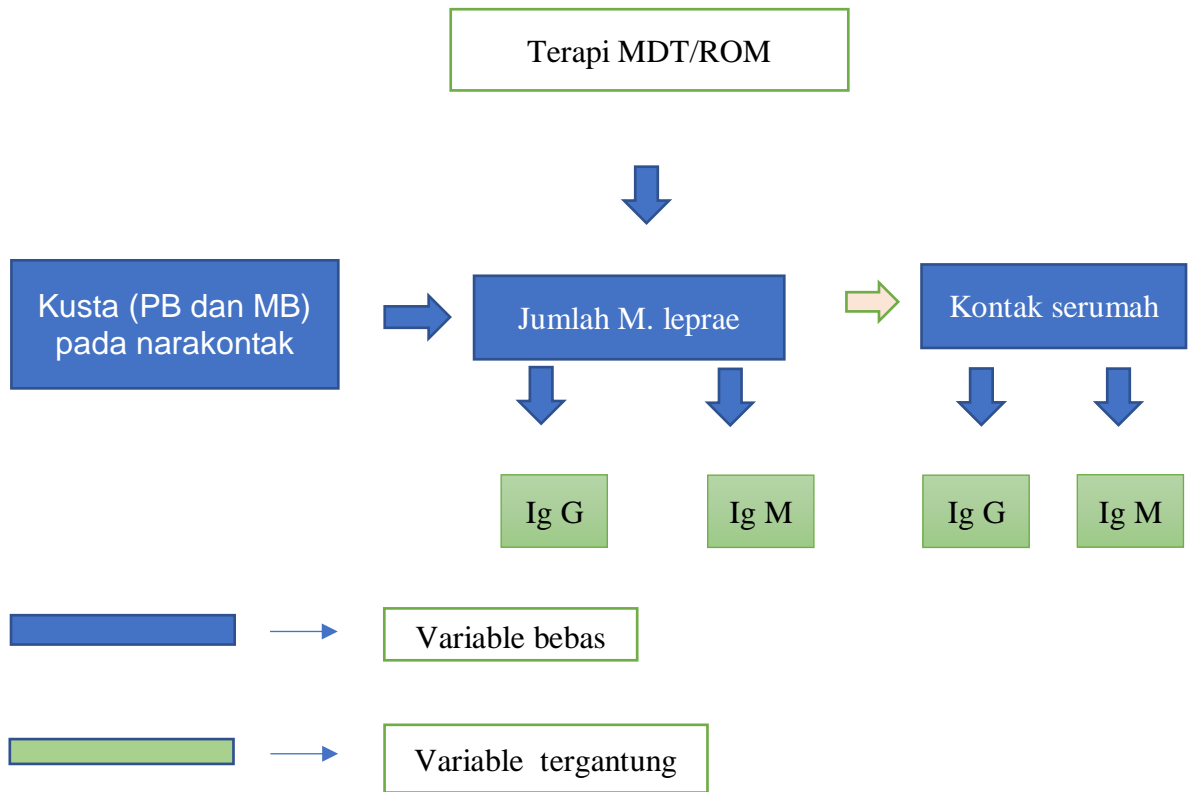 Terapi MDT/ROM
Kusta (PB dan MB)
pada narakontak
Jumlah M. leprae
Kontak serumah
Ig G
Ig M
Ig G
Ig M
Variable bebas
Variable tergantung